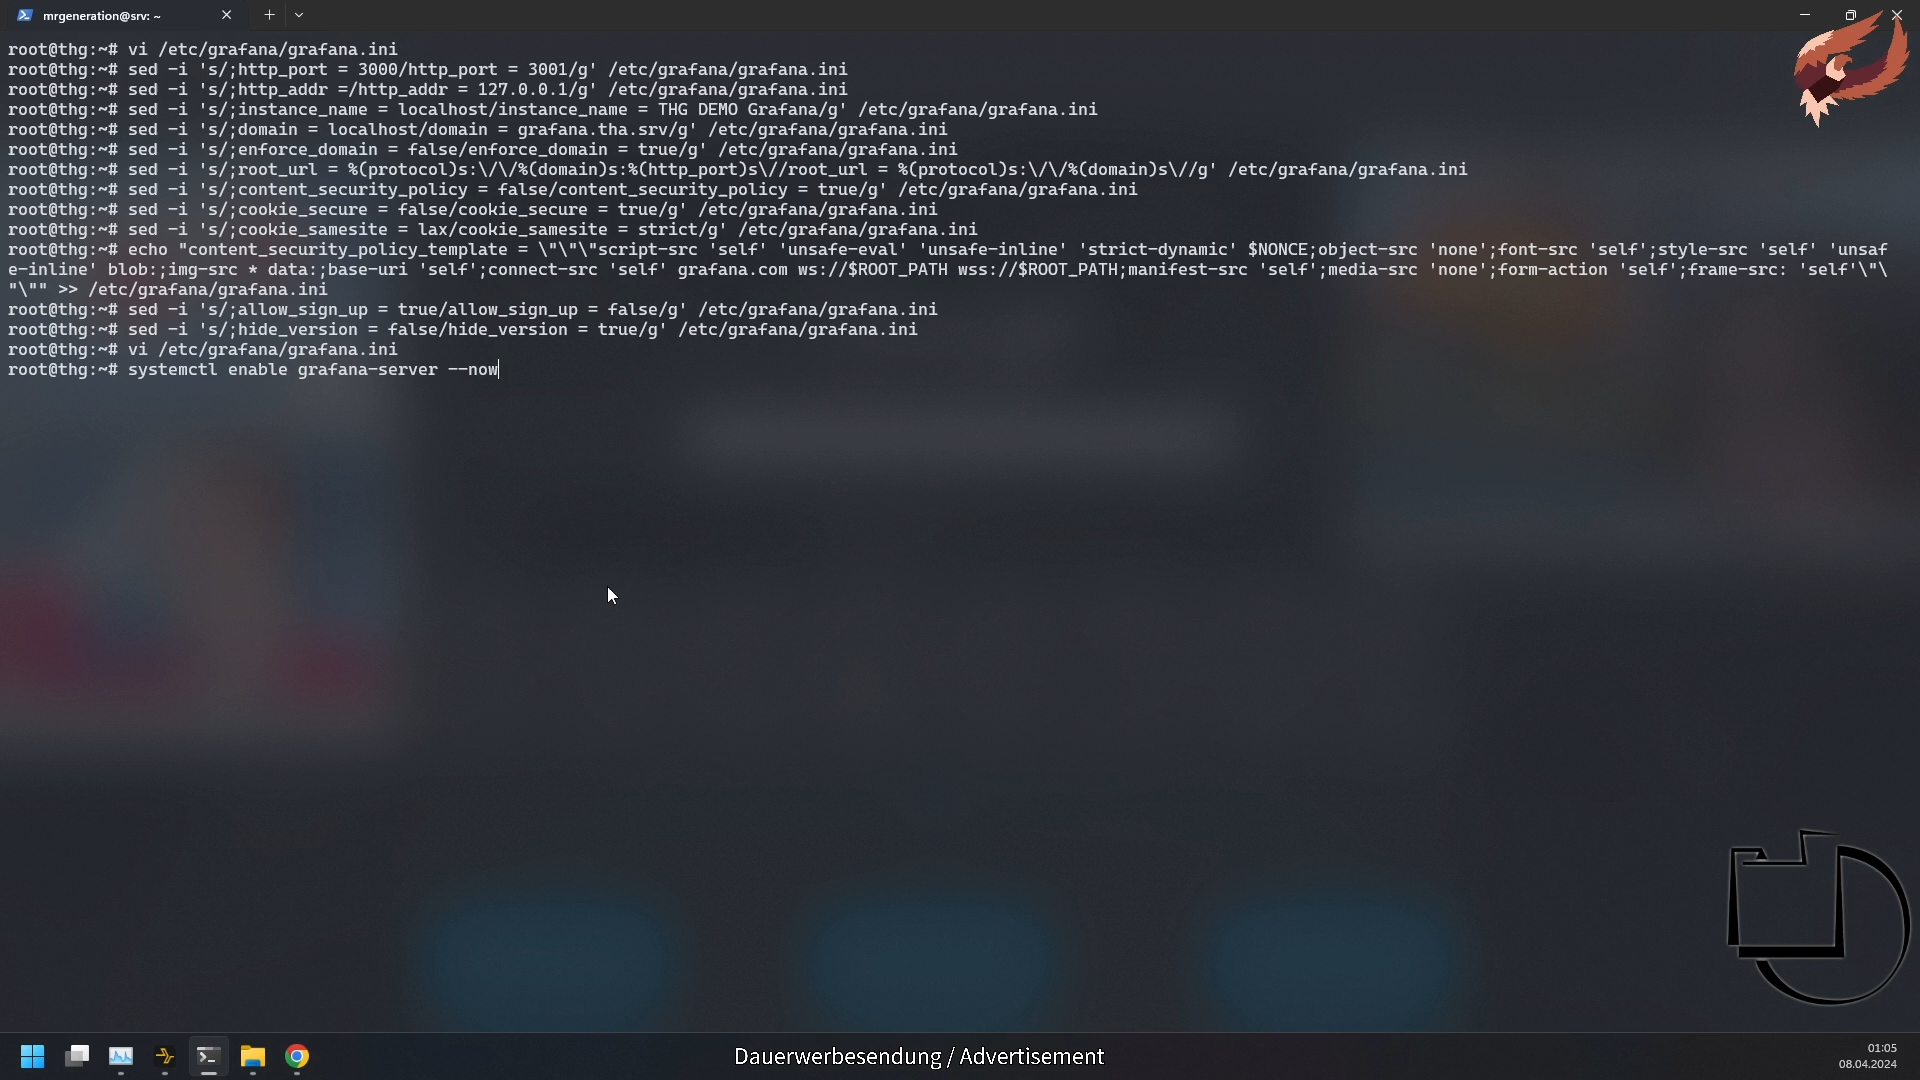 mrgeneration@srv: ~
root@thg:~# vi /etc/grafana/grafana.ini
root@thg:~# sed -i 's/;http_port = 3000/http_port = 3001/g' /etc/grafana/grafana.ini
root@thg:~# sed -i 's/;http_addr =/http_addr = 127.0.0.1/g' /etc/grafana/grafana.ini
root@thg:~# sed -i 's/;instance_name = localhost/instance_name = THG DEMO Grafana/g' /etc/grafana/grafana.ini
root@thg:~# sed -i 's/;domain = localhost/domain = grafana.tha.srv/g' /etc/grafana/grafana.ini
root@thg:~# sed -i 's/;enforce_domain = false/enforce_domain = true/g' /etc/grafana/grafana.ini
root@thg:~# sed -i 's/;root_url = %(protocol)s:\/\/%(domain)s:%(http_port)s\//root_url = %(protocol)s:\/\/%(domain)s\//g' /etc/grafana/grafana.ini
root@thg:~# sed -i 's/;content_security_policy = false/content_security_policy = true/g' /etc/grafana/grafana.ini
root@thg:~# sed -i 's/;cookie_secure = false/cookie_secure = true/g' /etc/grafana/grafana.ini
root@thg:~# sed -i 's/;cookie_samesite = lax/cookie_samesite = strict/g' /etc/grafana/grafana.ini
root@thg:~# echo "content_security_policy_template = \"\"\"script-src 'self' 'unsafe-eval' 'unsafe-inline' 'strict-dynamic' $NONCE;object-src 'none';font-src 'self';style-src 'self' 'unsaf
e-inline' blob:;img-src * data:;base-uri 'self';connect-src 'self' grafana.com ws://$ROOT_PATH wss://$ROOT_PATH;manifest-src 'self';media-src 'none';form-action 'self';frame-src: 'self'\"\
"\"" >> /etc/grafana/grafana.ini
root@thg:~# sed -i 's/;allow_sign_up = true/allow_sign_up = false/g' /etc/grafana/grafana.ini
root@thg:~# sed -i 's/;hide_version = false/hide_version = true/g' /etc/grafana/grafana.ini
root@thg:~# vi /etc/grafana/grafana.ini
root@thg:~# systemctl enable grafana-server --now
Dauerwerbesendung / Advertisement
01:05
08.04.2024